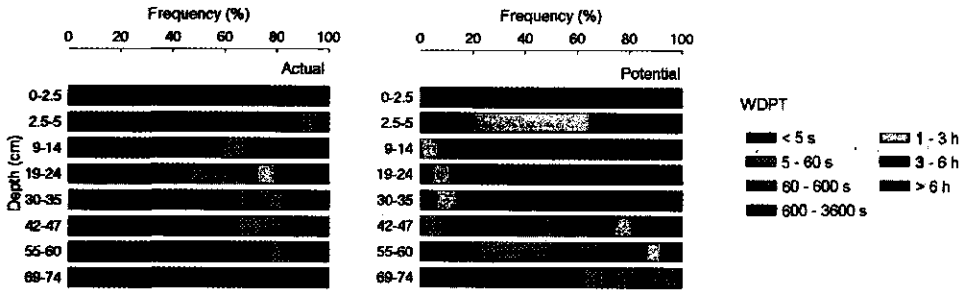 Frequency (%)
0 20 40 60 80 100
Actual
Depth (cm)
0-2.5
2.5-5
9-14
19-24
30-35
42-47
55-60
69-74
Frequency (%)
0 20 40 60 80 100
Potential
0-2.5
2.5-5
9-14
19-24
30-35
42-47
55-60
69-74
WDPT
< 5 s
5 - 60 s
60 - 600 s
600 - 3600 s
1 - 3 h
3 - 6 h
> 6 h